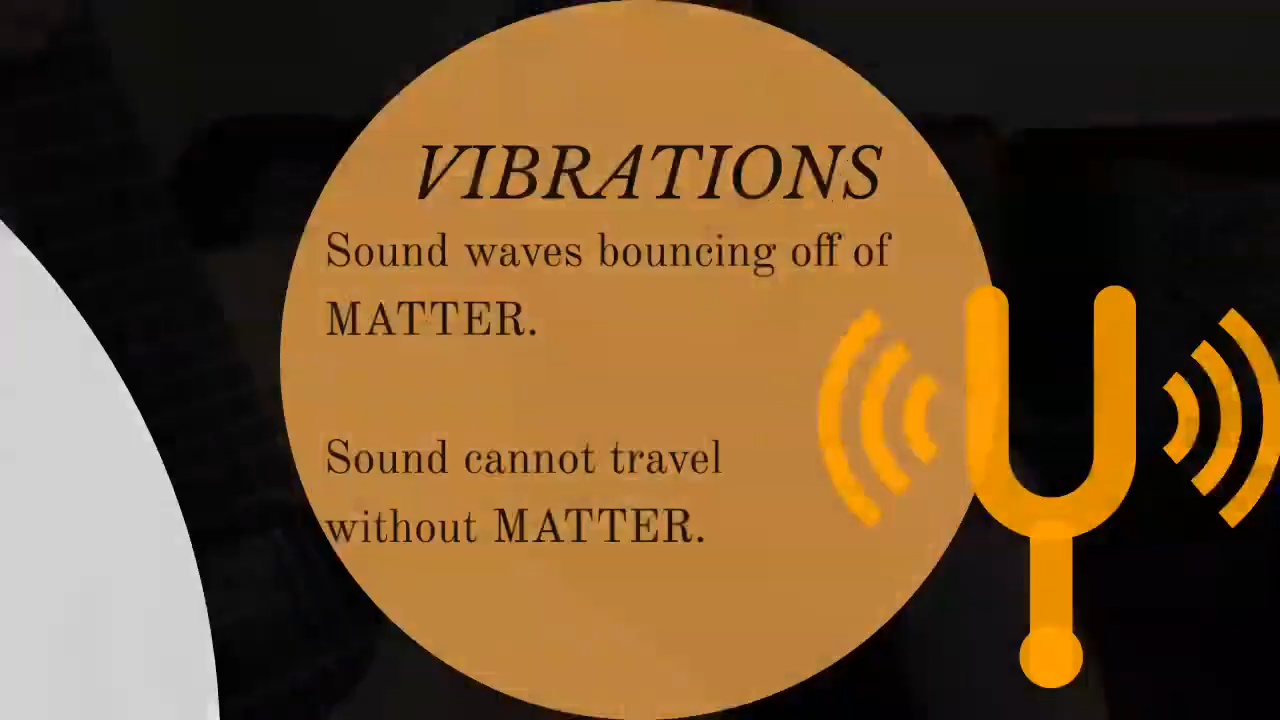 VIBRATIONS
Sound waves bouncing off of
MATTER.
Sound cannot travel
without MATTER.